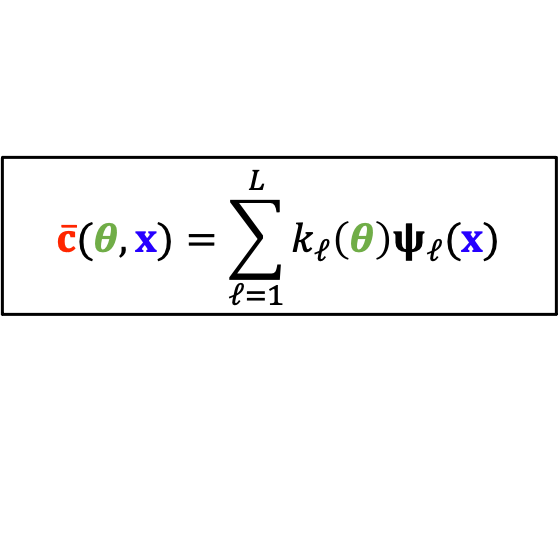 c̄(θ, x) = ∑_{ℓ=1}^{L} k_ℓ(θ)ψ_ℓ(x)